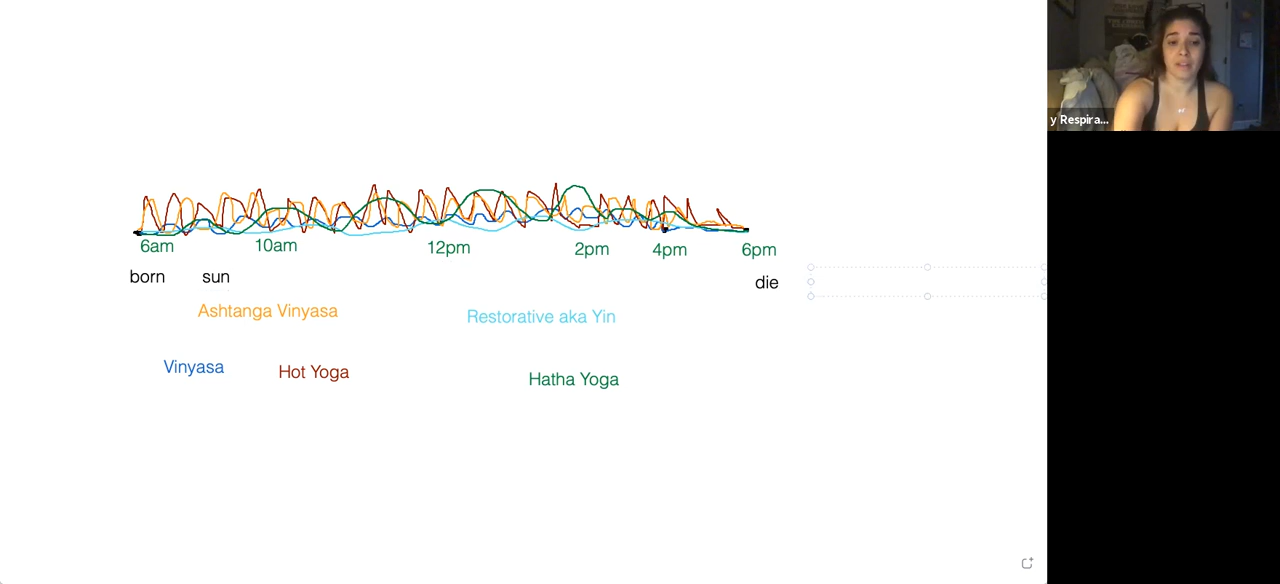 y Respira...
6am 10am 12pm 2pm 4pm 6pm
born sun die
Ashtanga Vinyasa Restorative aka Yin
Vinyasa Hot Yoga Hatha Yoga